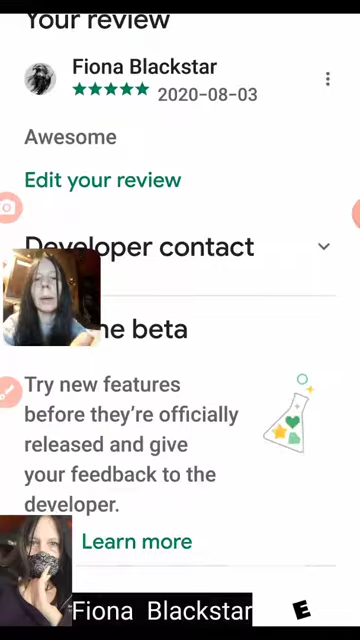 Your review
Fiona Blackstar
2020-08-03
Awesome
Edit your review
Developer contact
he beta
Try new features
before they're officially
released and give
your feedback to the
developer.
Learn more
Fiona Blackstar
E